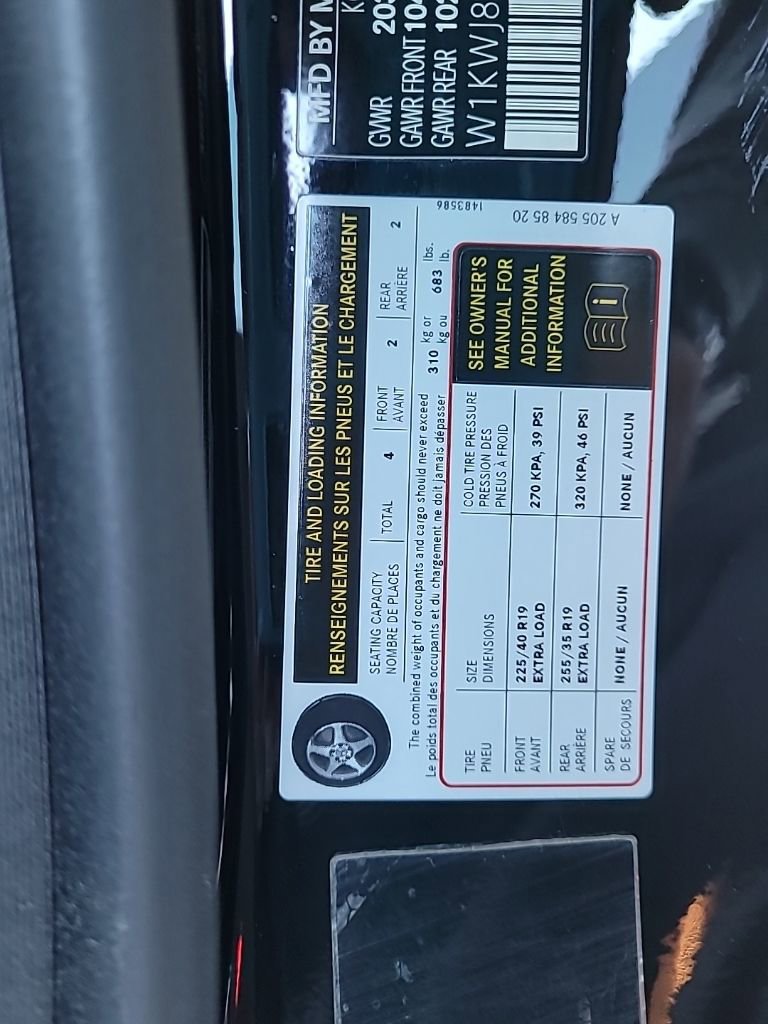 TIRE AND LOADING INFORMATION
RENSEIGNEMENTS SUR LES PNEUS ET LE CHARGEMENT
SEATING CAPACITY
NOMBRE DE PLACES
TOTAL 4
FRONT
AVANT
2
REAR
ARRIÈRE
2
The combined weight of occupants and cargo should never exceed 310 kg or 683 lbs.
Le poids total des occupants et du chargement ne doit jamais dépasser kg ou lb.
TIRE
PNEU
SIZE
DIMENSIONS
COLD TIRE PRESSURE
PRESSION DES
PNEUS À FROID
FRONT
AVANT
225/40 R19
EXTRA LOAD
270 KPA, 39 PSI
REAR
ARRIÈRE
255/35 R19
EXTRA LOAD
320 KPA, 46 PSI
SPARE
DE SECOURS
NONE / AUCUN
NONE / AUCUN
SEE OWNER'S
MANUAL FOR
ADDITIONAL
INFORMATION
i
1483586
A 205 584 85 20
MFD BY
GVWR
GAWR FRONT
GAWR REAR
W1KWJ8